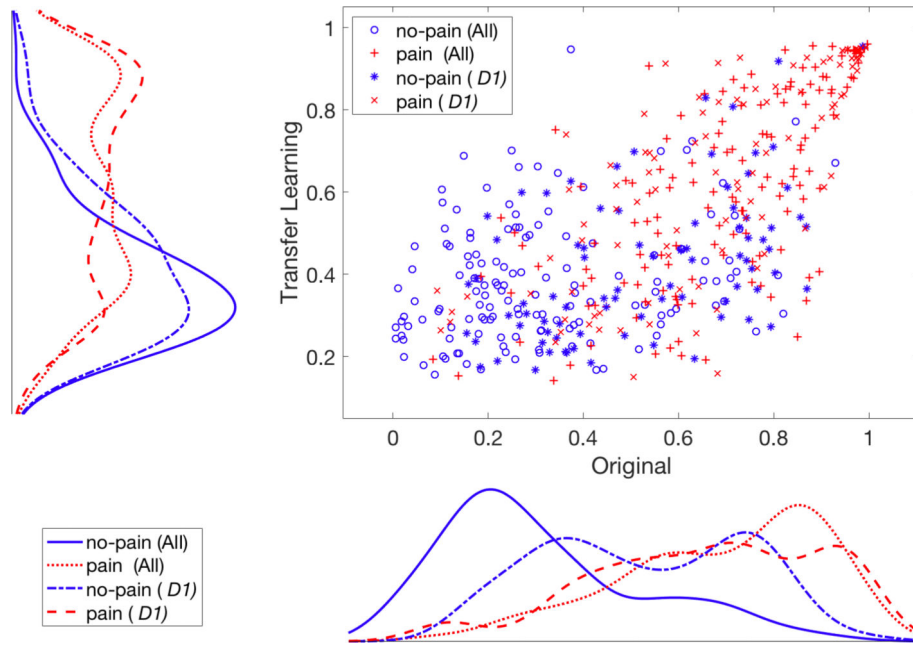 1
0.8
0.6
0.4
0.2
Transfer Learning
no-pain (All)
pain (All)
no-pain ( D1)
pain ( D1)
0 0.2 0.4 0.6 0.8 1
Original
no-pain (All)
pain (All)
no-pain ( D1)
pain ( D1)